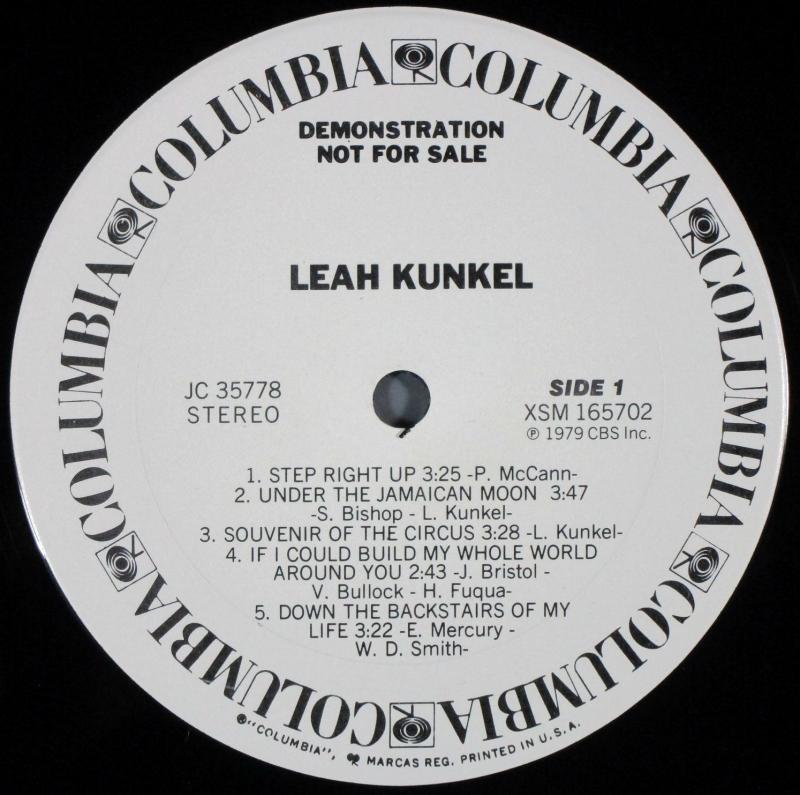 COLUMBIA COLUMBIA COLUMBIA COLUMBIA COLUMBIA COLUMBIA COLUMBIA
DEMONSTRATION
NOT FOR SALE
LEAH KUNKEL
JC 35778
STEREO
SIDE 1
XSM 165702
℗ 1979 CBS Inc.
1. STEP RIGHT UP 3:25 -P. McCann-
2. UNDER THE JAMAICAN MOON 3:47
-S. Bishop - L. Kunkel-
3. SOUVENIR OF THE CIRCUS 3:28 -L. Kunkel-
4. IF I COULD BUILD MY WHOLE WORLD
AROUND YOU 2:43 -J. Bristol -
V. Bullock - H. Fuqua-
5. DOWN THE BACKSTAIRS OF MY
LIFE 3:22 -E. Mercury -
W. D. Smith-
® "COLUMBIA", MARCAS REG. PRINTED IN U.S.A.